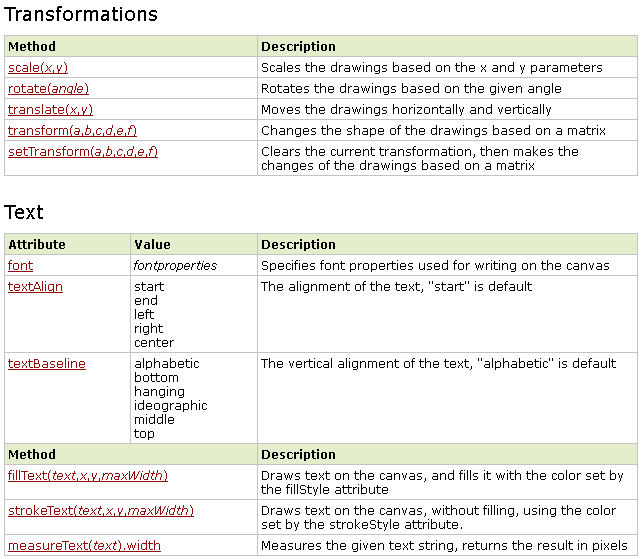 Transformations
Method Description
scale(x,y) Scales the drawings based on the x and y parameters
rotate(angle) Rotates the drawings based on the given angle
translate(x,y) Moves the drawings horizontally and vertically
transform(a,b,c,d,e,f) Changes the shape of the drawings based on a matrix
setTransform(a,b,c,d,e,f) Clears the current transformation, then makes the
changes of the drawings based on a matrix
Text
Attribute Value Description
font fontproperties Specifies font properties used for writing on the canvas
textAlign start The alignment of the text, "start" is default
end
left
right
center
textBaseline alphabetic The vertical alignment of the text, "alphabetic" is default
bottom
hanging
ideographic
middle
top
Method Description
fillText(text,x,y,maxWidth) Draws text on the canvas, and fills it with the color set by
the fillStyle attribute
strokeText(text,x,y,maxWidth) Draws text on the canvas, without filling, using the color
set by the strokeStyle attribute.
measureText(text).width Measures the given text string, returns the result in pixels